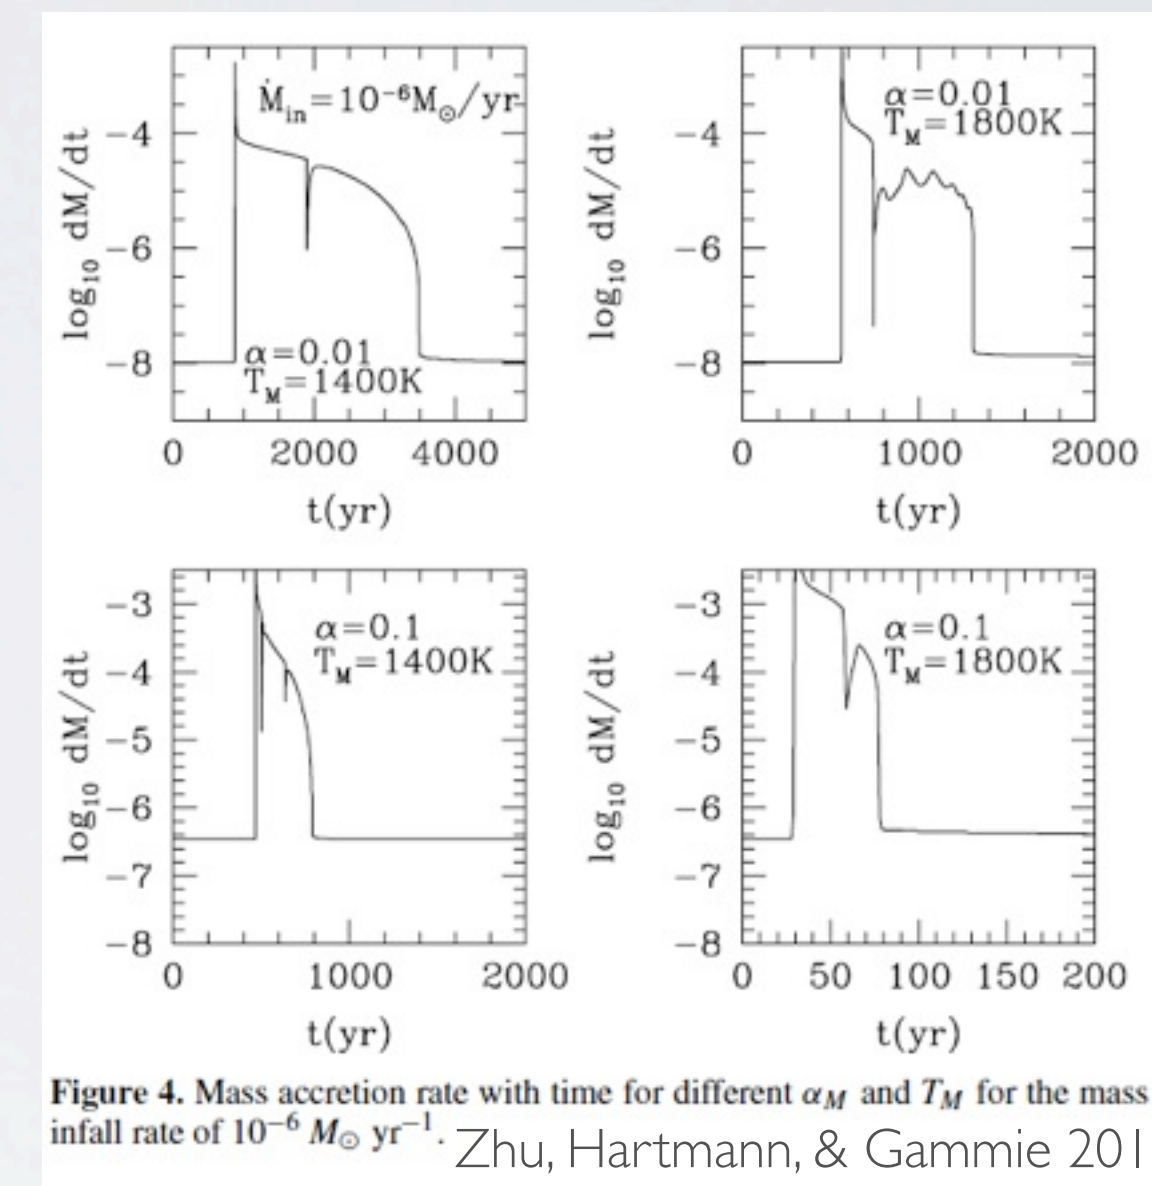 Ṁin=10⁻⁶M⊙/yr
α=0.01
T_M=1400K
log₁₀ dM/dt
−4
−6
−8
0 2000 4000
t(yr)
α=0.01
T_M=1800K
log₁₀ dM/dt
−4
−6
−8
0 1000 2000
t(yr)
α=0.1
T_M=1400K
log₁₀ dM/dt
−3
−4
−5
−6
−7
−8
0 1000 2000
t(yr)
α=0.1
T_M=1800K
log₁₀ dM/dt
−3
−4
−5
−6
−7
−8
0 50 100 150 200
t(yr)
Figure 4. Mass accretion rate with time for different α_M and T_M for the mass
infall rate of 10⁻⁶ M⊙ yr⁻¹. Zhu, Hartmann, & Gammie 201